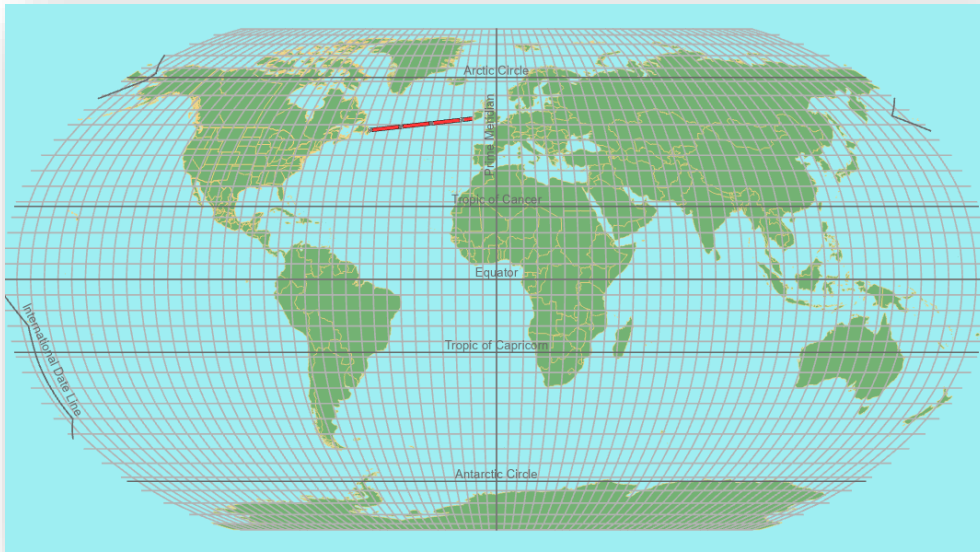 Arctic Circle
Prime Meridian
Tropic of Cancer
Equator
International Date Line
Tropic of Capricorn
Antarctic Circle